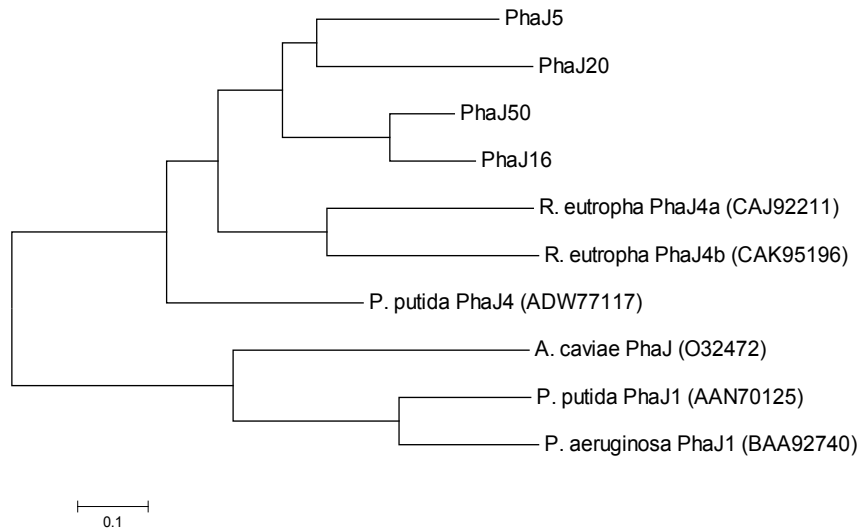 PhaJ5
PhaJ20
PhaJ50
PhaJ16
R. eutropha PhaJ4a (CAJ92211)
R. eutropha PhaJ4b (CAK95196)
P. putida PhaJ4 (ADW77117)
A. caviae PhaJ (O32472)
P. putida PhaJ1 (AAN70125)
P. aeruginosa PhaJ1 (BAA92740)
0.1